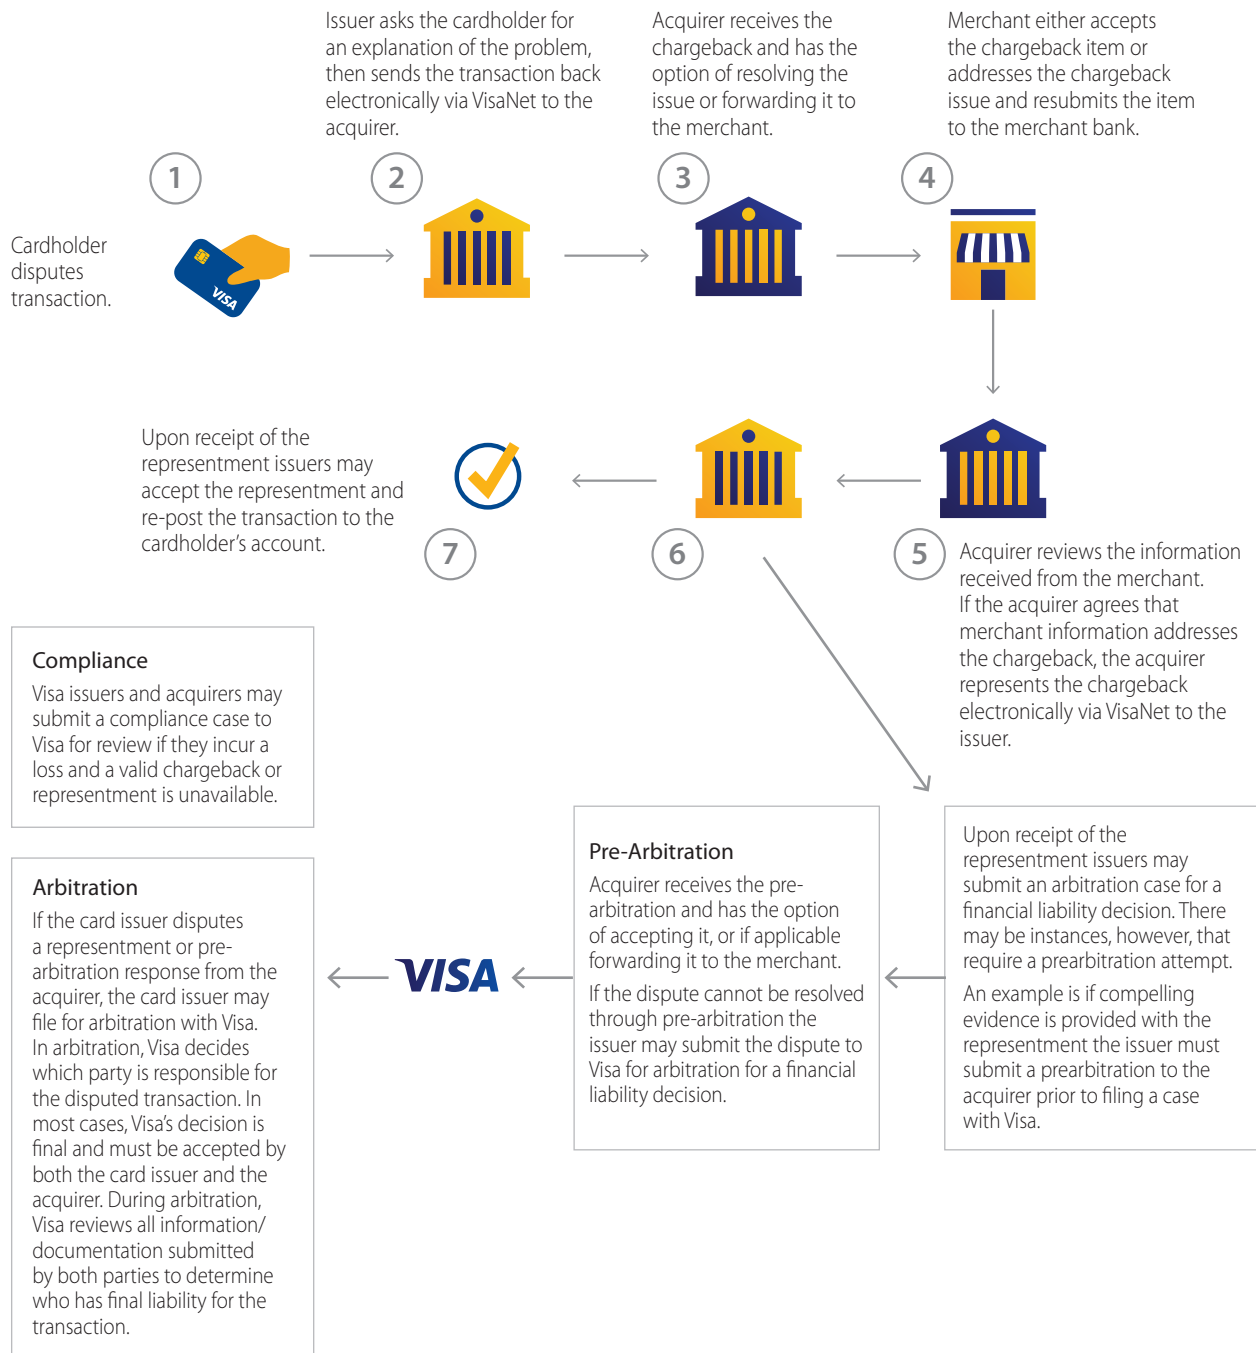 Issuer asks the cardholder for
an explanation of the problem,
then sends the transaction back
electronically via VisaNet to the
acquirer.
Acquirer receives the
chargeback and has the
option of resolving the
issue or forwarding it to
the merchant.
Merchant either accepts
the chargeback item or
addresses the chargeback
issue and resubmits the item
to the merchant bank.
1
2
3
4
Cardholder
disputes
transaction.
VISA
Upon receipt of the
representment issuers may
accept the representment and
re-post the transaction to the
cardholder's account.
7
6
5
Acquirer reviews the information
received from the merchant.
If the acquirer agrees that
merchant information addresses
the chargeback, the acquirer
represents the chargeback
electronically via VisaNet to the
issuer.
Compliance
Visa issuers and acquirers may
submit a compliance case to
Visa for review if they incur a
loss and a valid chargeback or
representment is unavailable.
Upon receipt of the
representment issuers may
submit an arbitration case for a
financial liability decision. There
may be instances, however, that
require a prearbitration attempt.
An example is if compelling
evidence is provided with the
representment the issuer must
submit a prearbitration to the
acquirer prior to filing a case
with Visa.
Pre-Arbitration
Acquirer receives the pre-
arbitration and has the option
of accepting it, or if applicable
forwarding it to the merchant.
If the dispute cannot be resolved
through pre-arbitration the
issuer may submit the dispute to
Visa for arbitration for a financial
liability decision.
VISA
Arbitration
If the card issuer disputes
a representment or pre-
arbitration response from the
acquirer, the card issuer may
file for arbitration with Visa.
In arbitration, Visa decides
which party is responsible for
the disputed transaction. In
most cases, Visa's decision is
final and must be accepted by
both the card issuer and the
acquirer. During arbitration,
Visa reviews all information/
documentation submitted
by both parties to determine
who has final liability for the
transaction.